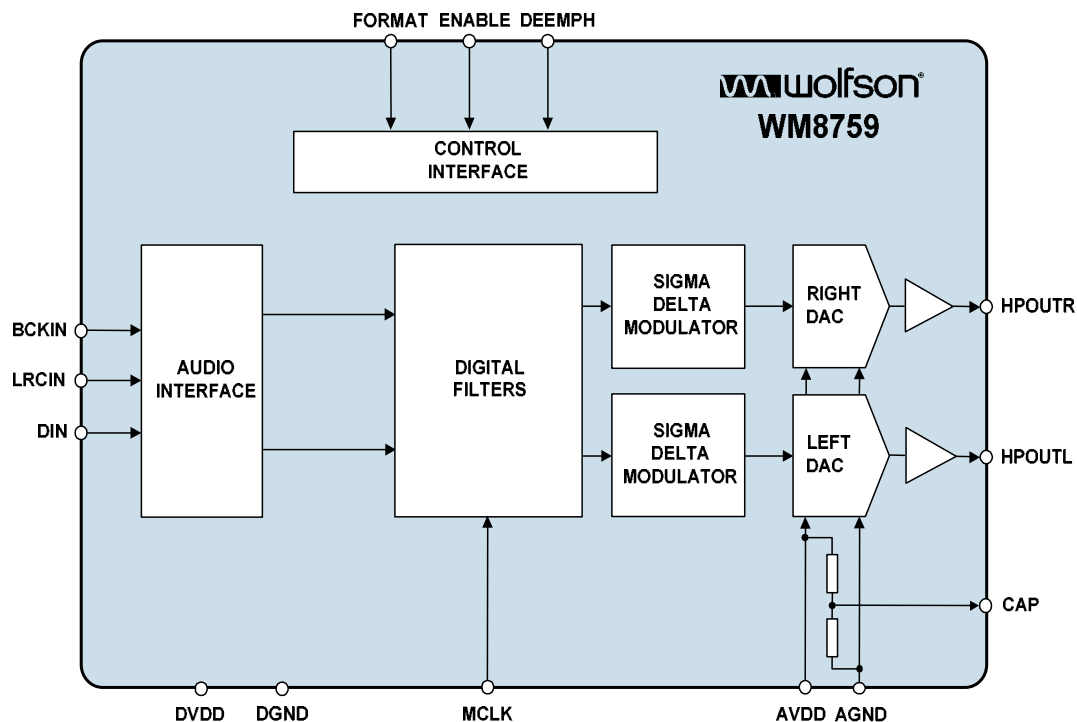 FORMAT ENABLE DEEMPH
wolfson®
WM8759
CONTROL
INTERFACE
BCKIN
LRCIN
DIN
AUDIO
INTERFACE
DIGITAL
FILTERS
SIGMA
DELTA
MODULATOR
RIGHT
DAC
HPOUTR
SIGMA
DELTA
MODULATOR
LEFT
DAC
HPOUTL
CAP
DVDD
DGND
MCLK
AVDD
AGND